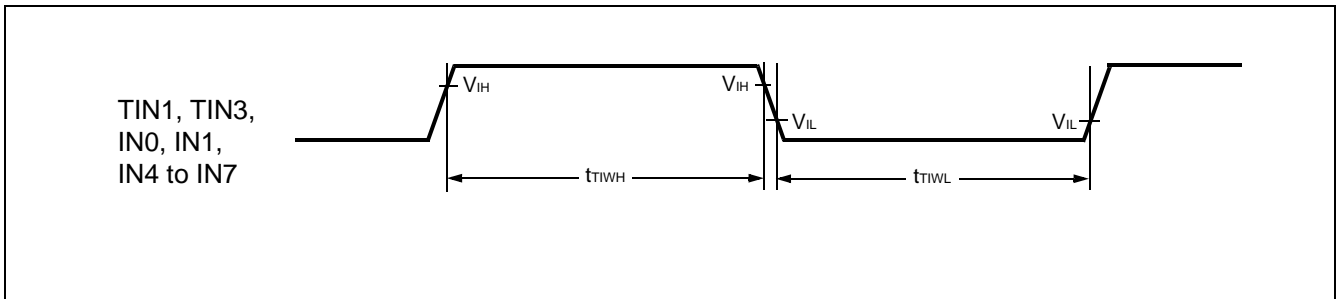 TIN1, TIN3,
IN0, IN1,
IN4 to IN7
VIH
VIH
VIL
VIL
tTIWH
tTIWL